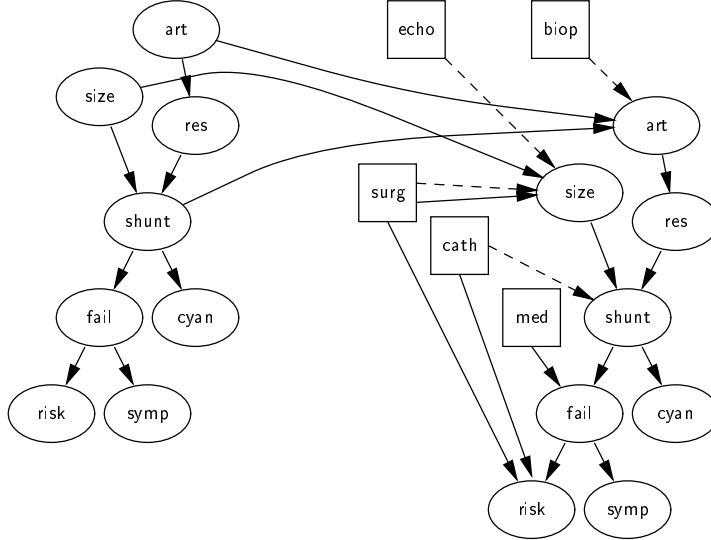 art
echo
biop
size
res
art
surg
size
shunt
res
cath
fail
cyan
med
shunt
risk
symp
fail
cyan
risk
symp